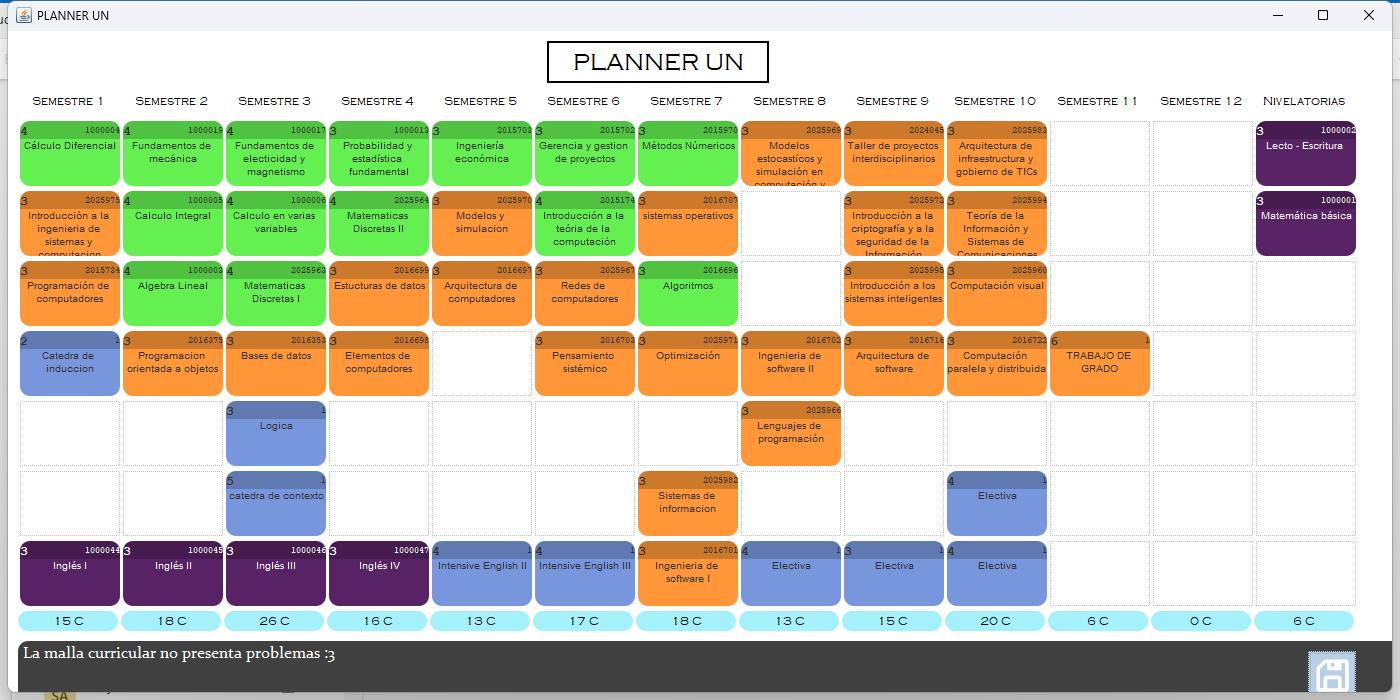 PLANNER UN
PLANNER UN
Semestre 1
Semestre 2
Semestre 3
Semestre 4
Semestre 5
Semestre 6
Semestre 7
Semestre 8
Semestre 9
Semestre 10
Semestre 11
Semestre 12
Nivelatorias
4 1000004
Cálculo Diferencial
4 1000019
Fundamentos de
mecánica
4 1000017
Fundamentos de
electicidad y
magnetismo
3 1000013
Probabilidad y
estadística
fundamental
3 2015703
Ingeniería
económica
3 2015702
Gerencia y gestion
de proyectos
3 2015970
Métodos Númericos
3 2025969
Modelos
estocastícos y
simulación en
computación y
3 2024045
Taller de proyectos
interdisciplinarios
3 2025983
Arquitectura de
infraestructura y
gobierno de TICs
3 1000002
Lecto - Escritura
3 2025975
Introducción a la
ingenieria de
sistemas y
computacion
4 1000005
Calculo Integral
4 1000006
Calculo en varias
variables
4 2025964
Matematicas
Discretas II
3 2025970
Modelos y
simulacion
4 2015174
Introducción a la
teória de la
computación
3 2016707
sistemas operativos
3 2025972
Introducción a la
criptografía y a la
seguridad de la
Información
3 2025994
Teoría de la
Información y
Sistemas de
Comunicaciones
3 1000001
Matemática básica
3 2015734
Programación de
computadores
4 1000003
Algebra Lineal
4 2025963
Matematicas
Discretas I
3 2016699
Estucturas de datos
3 2016697
Arquitectura de
computadores
3 2025967
Redes de
computadores
3 2016696
Algoritmos
3 2025995
Introducción a los
sistemas inteligentes
3 2025960
Computación visual
2 1
Catedra de
induccion
3 2016375
Programacion
orientada a objetos
3 2016353
Bases de datos
3 2016698
Elementos de
computadores
3 2016703
Pensamiento
sistémico
3 2025971
Optimización
3 2016702
Ingenieria de
software II
3 2016716
Arquitectura de
software
3 2016722
Computación
paralela y distribuida
6 1
TRABAJO DE
GRADO
3 1
Logica
3 2025966
Lenguajes de
programación
5 1
catedra de contexto
3 2025982
Sistemas de
informacion
4 1
Electiva
3 1000044
Inglés I
3 1000045
Inglés II
3 1000046
Inglés III
3 1000047
Inglés IV
4 1
Intensive English II
4 1
Intensive English III
3 2016701
Ingenieria de
software I
4 1
Electiva
3 1
Electiva
4 1
Electiva
15 C
18 C
26 C
16 C
13 C
17 C
18 C
13 C
15 C
20 C
6 C
0 C
6 C
La malla curricular no presenta problemas :3
SA